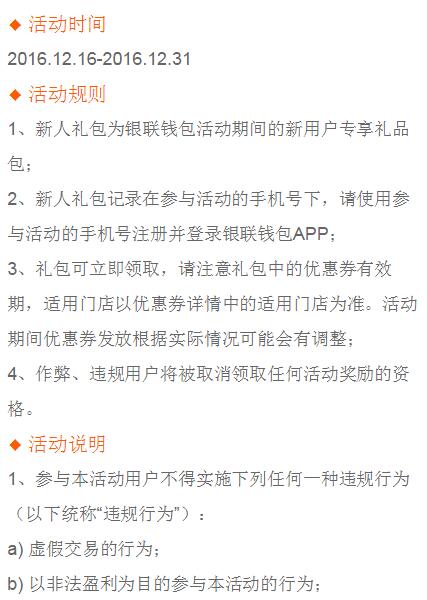 ◆ 活动时间
2016.12.16-2016.12.31
◆ 活动规则
1、新人礼包为银联钱包活动期间的新用户专享礼品
包；
2、新人礼包记录在参与活动的手机号下，请使用参
与活动的手机号注册并登录银联钱包APP；
3、礼包可立即领取，请注意礼包中的优惠券有效
期，适用门店以优惠券详情中的适用门店为准。活动
期间优惠券发放根据实际情况可能会有调整；
4、作弊、违规用户将被取消领取任何活动奖励的资
格。
◆ 活动说明
1、参与本活动用户不得实施下列任何一种违规行为
（以下统称“违规行为”）：
a) 虚假交易的行为；
b) 以非法盈利为目的参与本活动的行为；